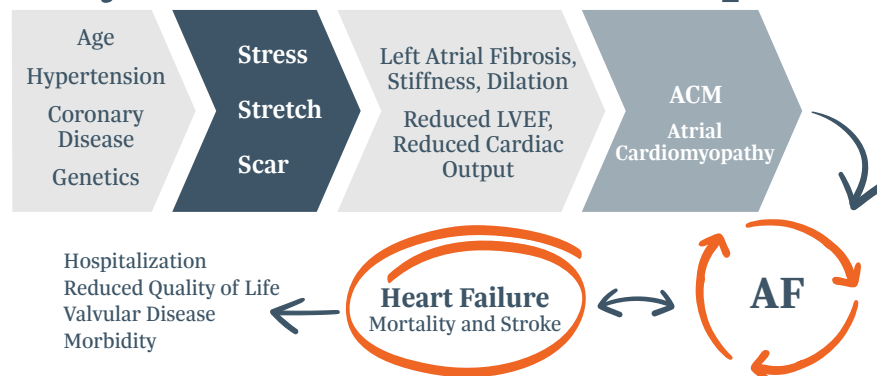 Age
Hypertension
Coronary
Disease
Genetics
Stress
Stretch
Scar
Left Atrial Fibrosis,
Stiffness, Dilation
Reduced LVEF,
Reduced Cardiac
Output
ACM
Atrial
Cardiomyopathy
AF
Heart Failure
Mortality and Stroke
Hospitalization
Reduced Quality of Life
Valvular Disease
Morbidity